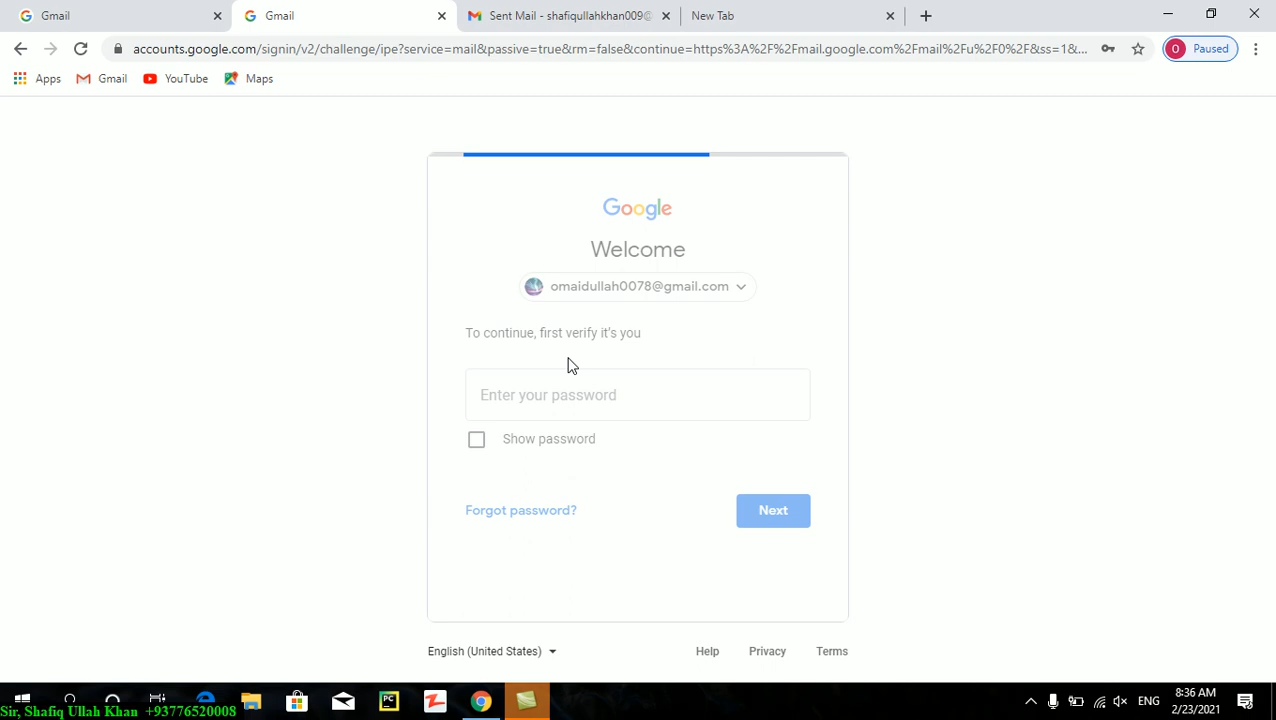 Gmail
Gmail
Sent Mail - shafiqullahkhan009@
New Tab
accounts.google.com/signin/v2/challenge/ipe?service=mail&passive=true&rm=false&continue=https%3A%2F%2Fmail.google.com%2Fmail%2Fu%2F0%2F&ss=1&...
O
Paused
Apps
Gmail
YouTube
Maps
Google
Welcome
omaidullah0078@gmail.com
To continue, first verify it's you
Enter your password
Show password
Forgot password?
Next
English (United States)
Help
Privacy
Terms
PC
ENG
8:36 AM
2/23/2021
Sir, Shafiq Ullah Khan +93776520008